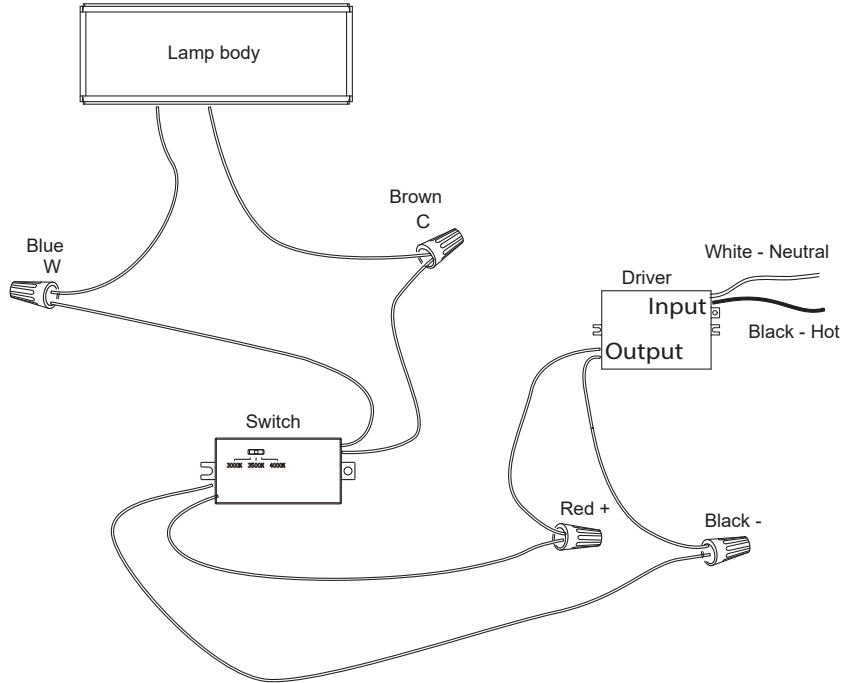 Lamp body
Brown
C
Blue
W
White - Neutral
Driver
Input
Black - Hot
Output
Switch
3000K 3500K 4000K
Red +
Black -